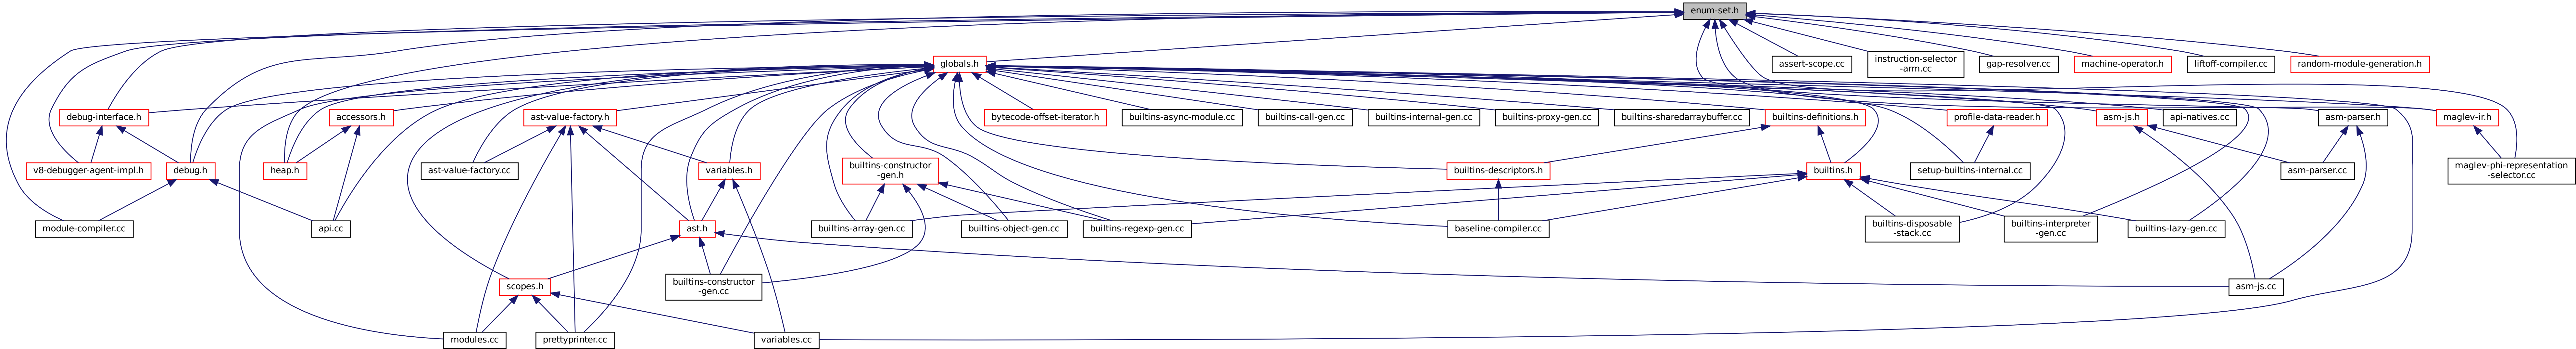 enum-set.h
globals.h
assert-scope.cc
instruction-selector
-arm.cc
gap-resolver.cc
machine-operator.h
liftoff-compiler.cc
random-module-generation.h
debug-interface.h
accessors.h
ast-value-factory.h
bytecode-offset-iterator.h
builtins-async-module.cc
builtins-call-gen.cc
builtins-internal-gen.cc
builtins-proxy-gen.cc
builtins-sharedarraybuffer.cc
builtins-definitions.h
profile-data-reader.h
asm-js.h
api-natives.cc
asm-parser.h
maglev-ir.h
v8-debugger-agent-impl.h
debug.h
heap.h
ast-value-factory.cc
variables.h
builtins-constructor
-gen.h
builtins-descriptors.h
builtins.h
setup-builtins-internal.cc
asm-parser.cc
maglev-phi-representation
-selector.cc
module-compiler.cc
api.cc
ast.h
builtins-array-gen.cc
builtins-object-gen.cc
builtins-regexp-gen.cc
baseline-compiler.cc
builtins-disposable
-stack.cc
builtins-interpreter
-gen.cc
builtins-lazy-gen.cc
scopes.h
builtins-constructor
-gen.cc
asm-js.cc
modules.cc
prettyprinter.cc
variables.cc